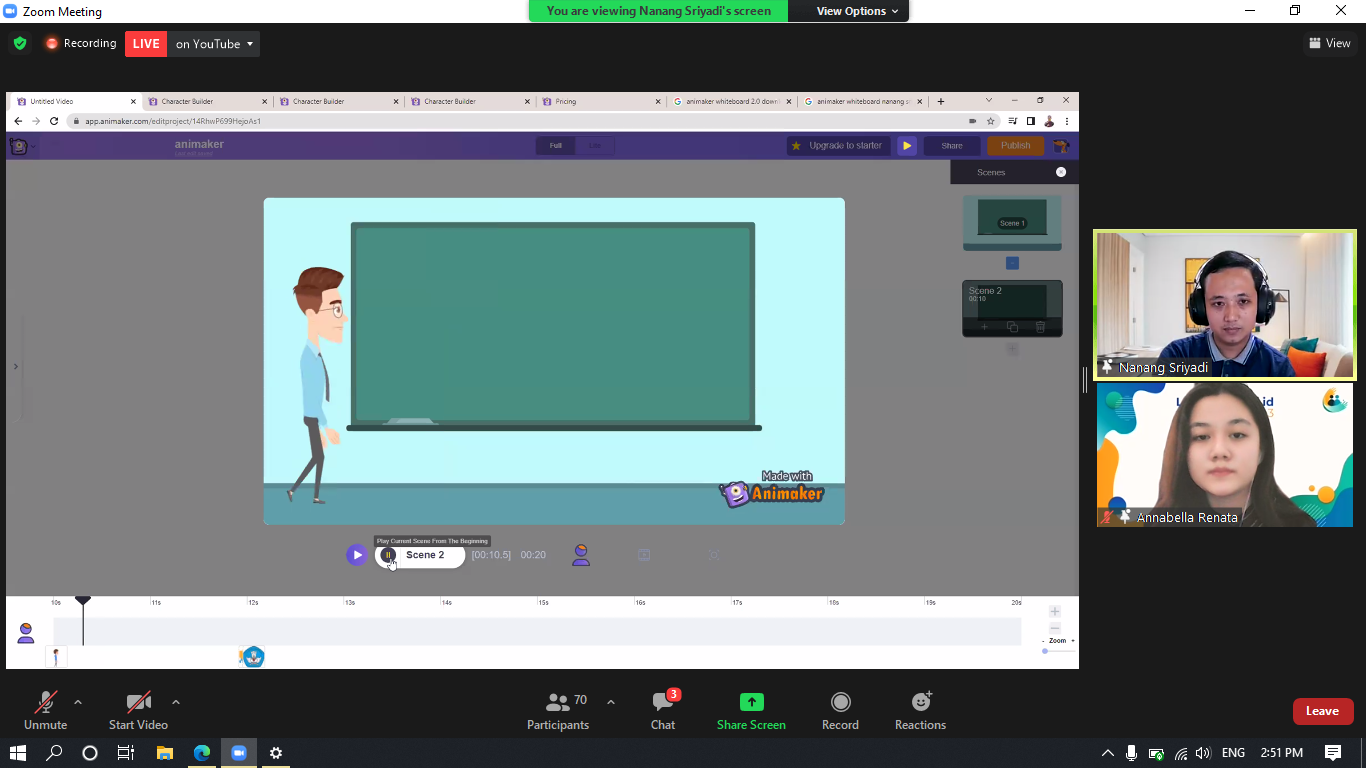 Zoom Meeting
You are viewing Nanang Sriyadi's screen
View Options
Recording
LIVE
on YouTube
View
Untitled Video
Character Builder
Character Builder
Character Builder
Pricing
animaker whiteboard 2.0 down
animaker whiteboard nanang s
app.animaker.com/editproject/14RhwP699HejoAs1
animaker
Full
Lite
Upgrade to starter
Share
Publish
Scenes
Scene 1
Scene 2
00:10
Made with
Animaker
Play Current Scene From The Beginning
Scene 2
[00:10.5]
00:20
10s
11s
12s
13s
14s
15s
16s
17s
18s
19s
20s
- Zoom +
Nanang Sriyadi
id
3
Annabella Renata
Unmute
Start Video
70
Participants
3
Chat
Share Screen
Record
Reactions
Leave
ENG
2:51 PM